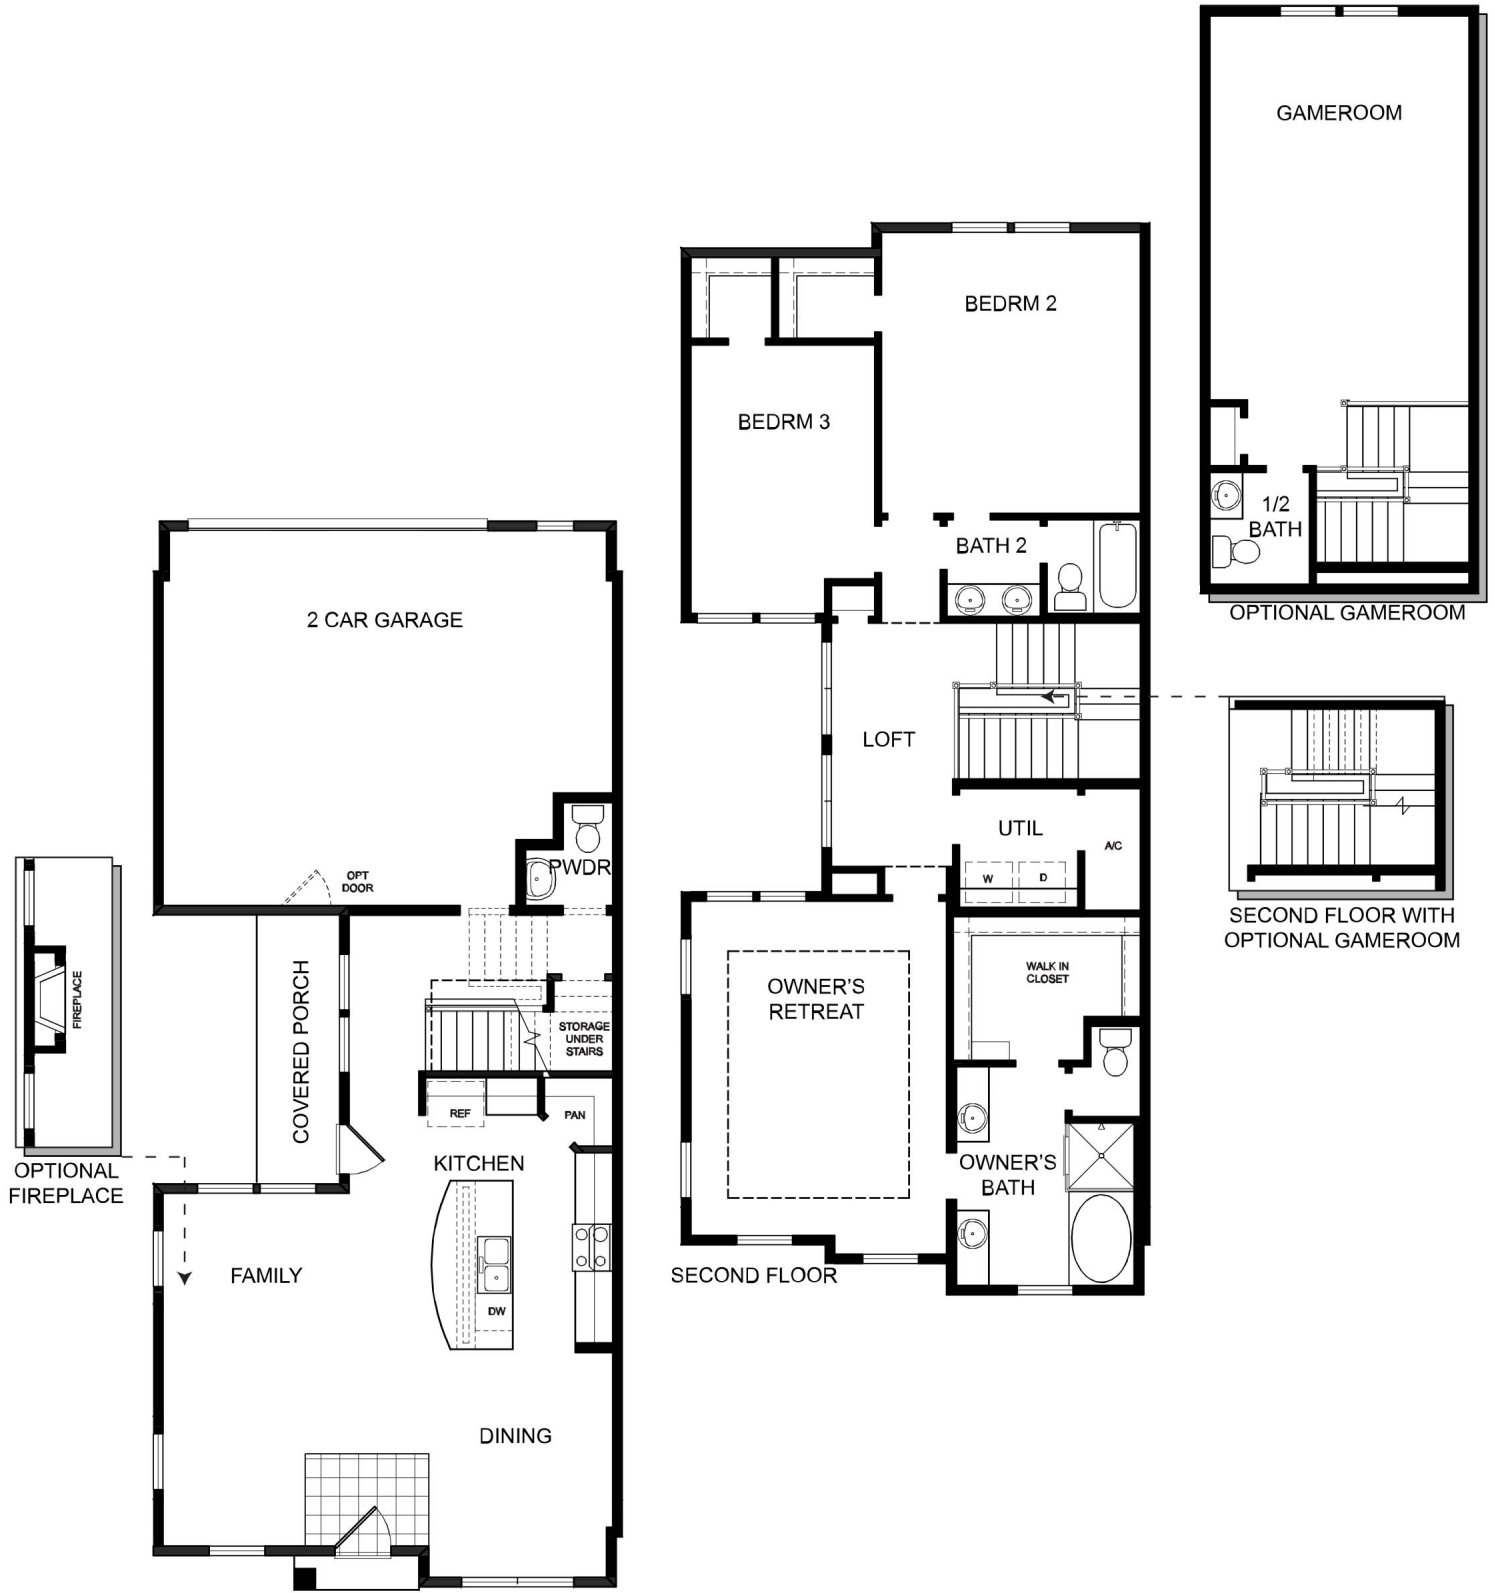 2 CAR GARAGE
OPT
DOOR
PWDR
COVERED PORCH
STORAGE
UNDER
STAIRS
REF
PAN
KITCHEN
DW
FAMILY
DINING
FIREPLACE
OPTIONAL
FIREPLACE
BEDRM 2
BEDRM 3
BATH 2
LOFT
UTIL
A/C
W
D
WALK IN
CLOSET
OWNER'S
RETREAT
OWNER'S
BATH
SECOND FLOOR
GAMEROOM
1/2
BATH
OPTIONAL GAMEROOM
SECOND FLOOR WITH
OPTIONAL GAMEROOM